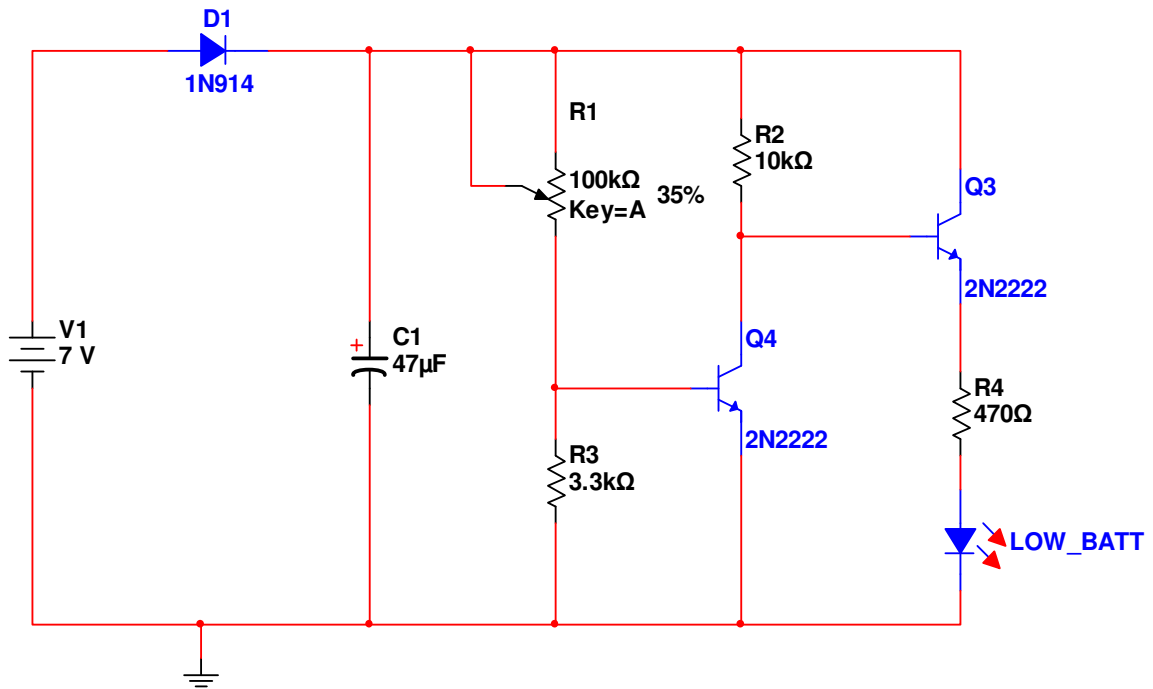 D1
1N914
R1
100kΩ
Key=A
35%
R2
10kΩ
Q3
2N2222
V1
7 V
+
C1
47µF
Q4
2N2222
R4
470Ω
R3
3.3kΩ
LOW_BATT